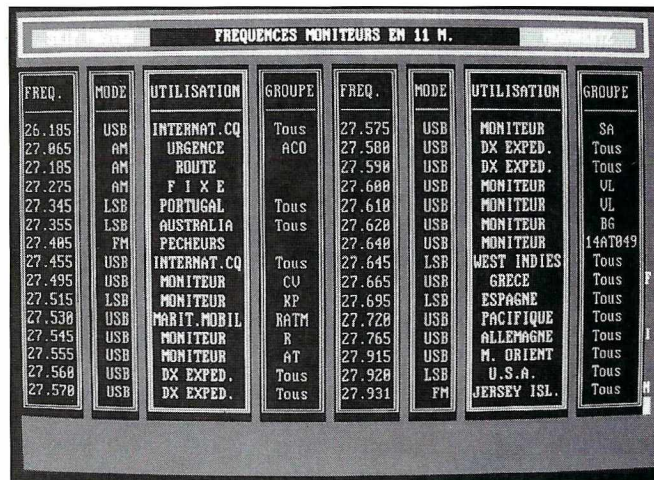 FREQUENCES MONITEURS EN 11 M.
FREQ. MODE UTILISATION GROUPE FREQ. MODE UTILISATION GROUPE
26.185 USB INTERNAT.CQ Tous 27.575 USB MONITEUR SA
27.065 AM URGENCE ACO 27.580 USB DX EXPED. Tous
27.185 AM ROUTE 27.590 USB DX EXPED. Tous
27.275 AM F I X E 27.600 USB MONITEUR VL
27.345 LSB PORTUGAL Tous 27.610 USB MONITEUR VL
27.355 LSB AUSTRALIA Tous 27.620 USB MONITEUR BG
27.405 FM PECHEURS 27.640 USB MONITEUR 14AT049
27.455 USB INTERNAT.CQ Tous 27.645 LSB WEST INDIES Tous
27.495 USB MONITEUR CV 27.665 USB GRECE Tous
27.515 LSB MONITEUR KP 27.695 LSB ESPAGNE Tous
27.530 USB MARIT.MOBIL RATM 27.720 USB PACIFIQUE Tous
27.545 USB MONITEUR R 27.765 USB ALLEMAGNE Tous
27.555 USB MONITEUR AT 27.915 USB M. ORIENT Tous
27.560 USB DX EXPED. Tous 27.920 LSB U.S.A. Tous
27.570 USB DX EXPED. Tous 27.931 FM JERSEY ISL. Tous